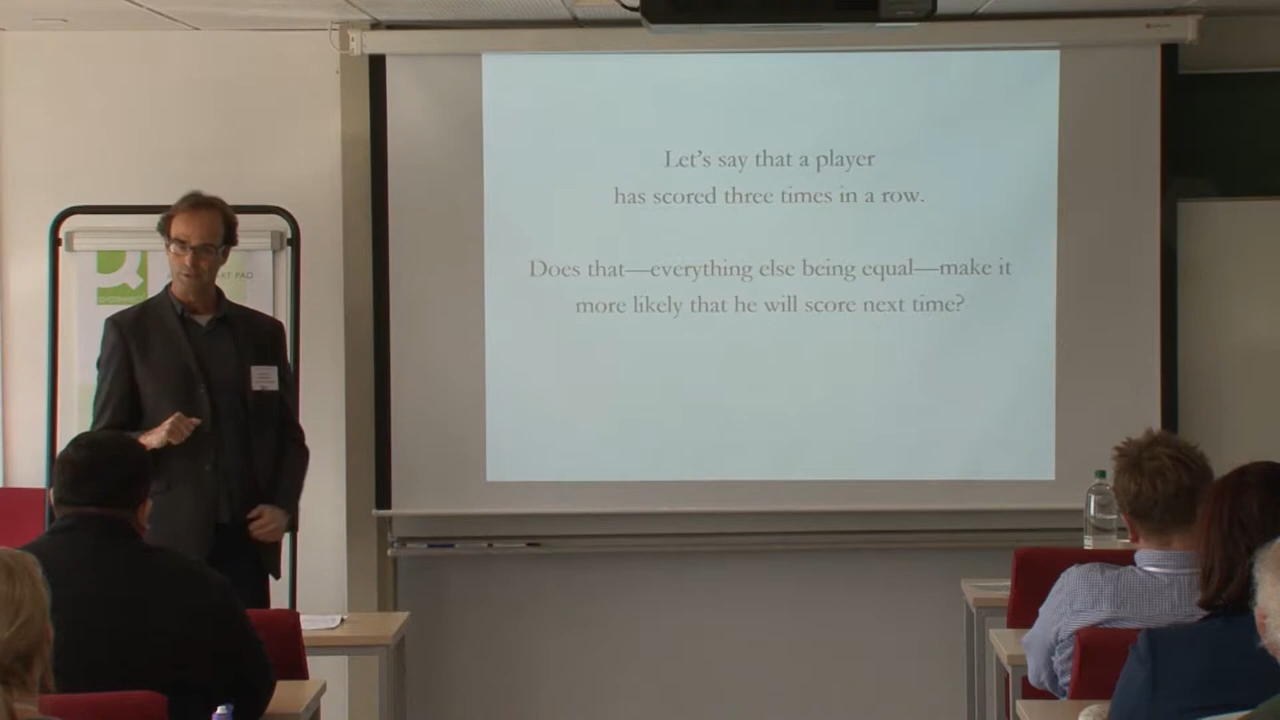 Let's say that a player
has scored three times in a row.
Does that—everything else being equal—make it
more likely that he will score next time?
PAD